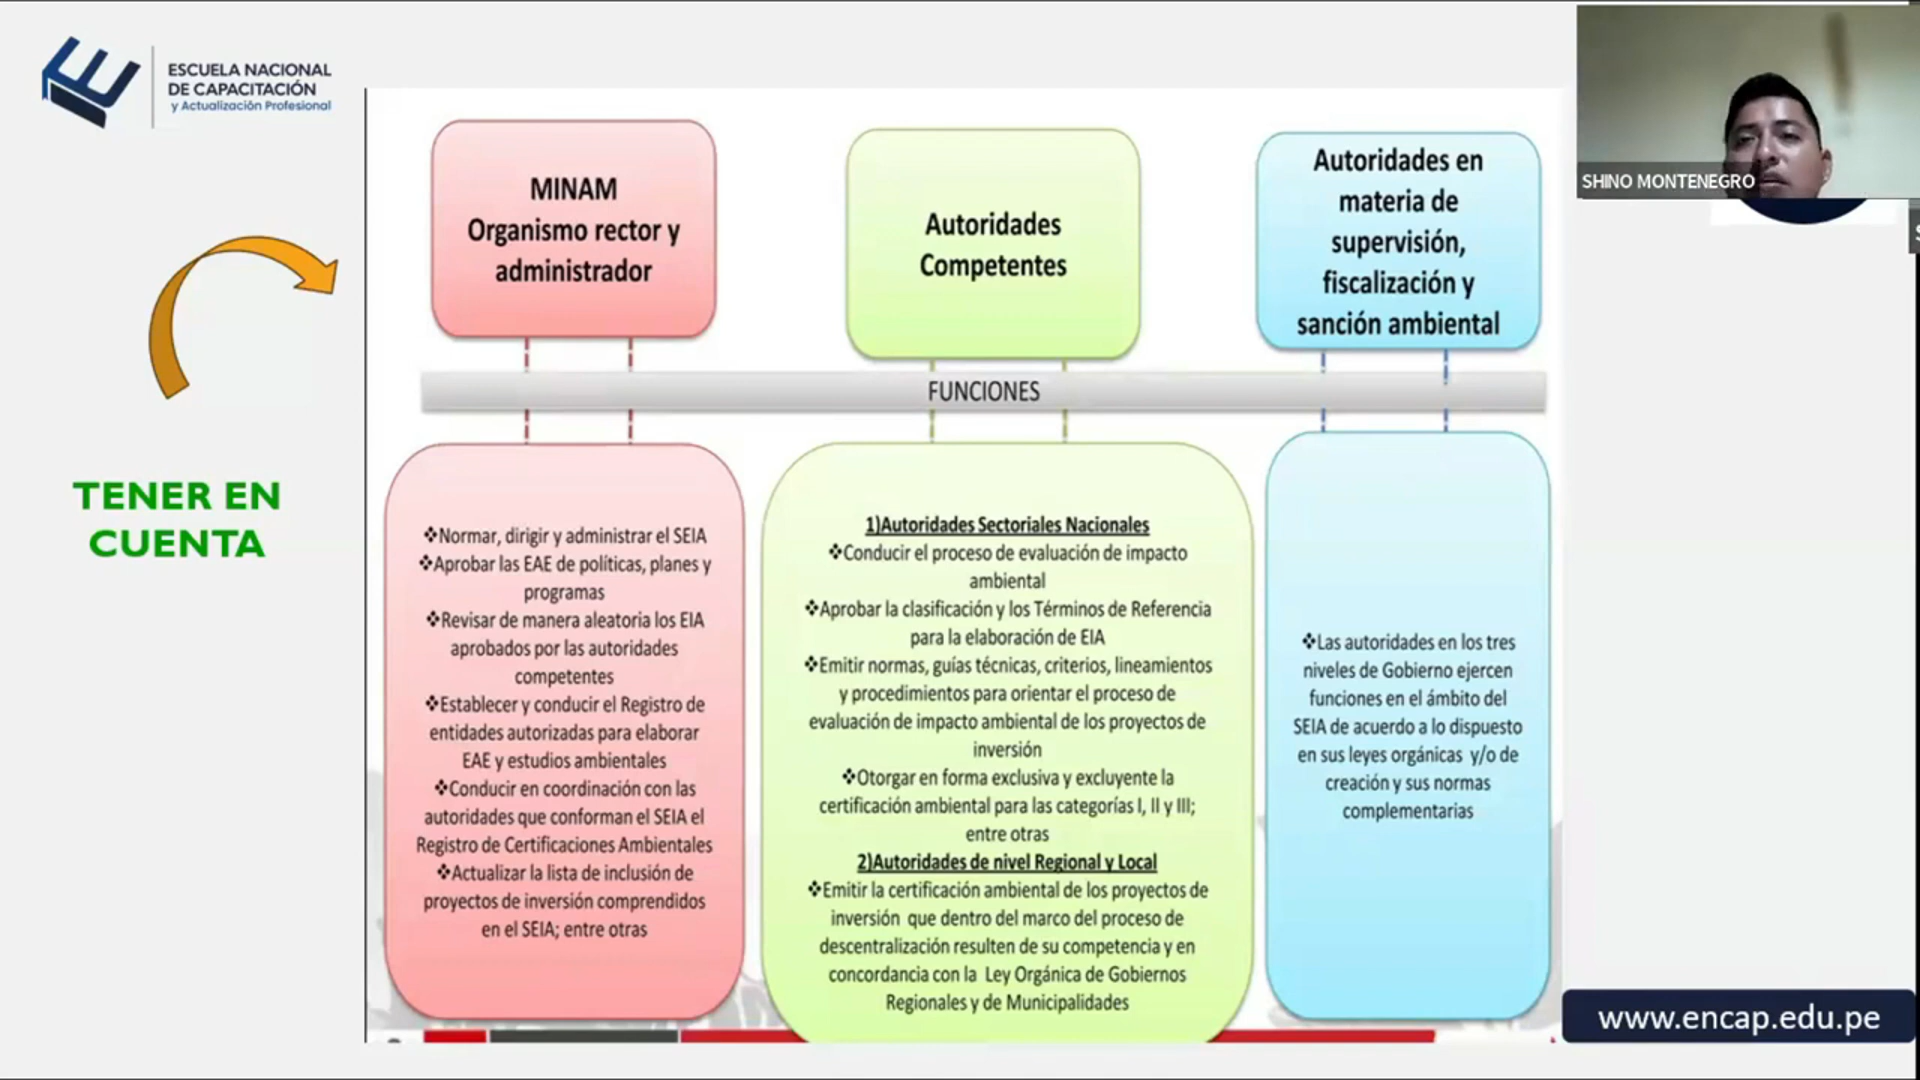 ESCUELA NACIONAL
DE CAPACITACIÓN
y Actualización Profesional
SHINO MONTENEGRO
TENER EN
CUENTA
MINAM
Organismo rector y
administrador
Autoridades
Competentes
Autoridades en
materia de
supervisión,
fiscalización y
sanción ambiental
FUNCIONES
❖Normar, dirigir y administrar el SEIA
❖Aprobar las EAE de políticas, planes y
programas
❖Revisar de manera aleatoria los EIA
aprobados por las autoridades
competentes
❖Establecer y conducir el Registro de
entidades autorizadas para elaborar
EAE y estudios ambientales
❖Conducir en coordinación con las
autoridades que conforman el SEIA el
Registro de Certificaciones Ambientales
❖Actualizar la lista de inclusión de
proyectos de inversión comprendidos
en el SEIA; entre otras
1)Autoridades Sectoriales Nacionales
❖Conducir el proceso de evaluación de impacto
ambiental
❖Aprobar la clasificación y los Términos de Referencia
para la elaboración de EIA
❖Emitir normas, guías técnicas, criterios, lineamientos
y procedimientos para orientar el proceso de
evaluación de impacto ambiental de los proyectos de
inversión
❖Otorgar en forma exclusiva y excluyente la
certificación ambiental para las categorías I, II y III;
entre otras
2)Autoridades de nivel Regional y Local
❖Emitir la certificación ambiental de los proyectos de
inversión que dentro del marco del proceso de
descentralización resulten de su competencia y en
concordancia con la Ley Orgánica de Gobiernos
Regionales y de Municipalidades
❖Las autoridades en los tres
niveles de Gobierno ejercen
funciones en el ámbito del
SEIA de acuerdo a lo dispuesto
en sus leyes orgánicas y/o de
creación y sus normas
complementarias
www.encap.edu.pe